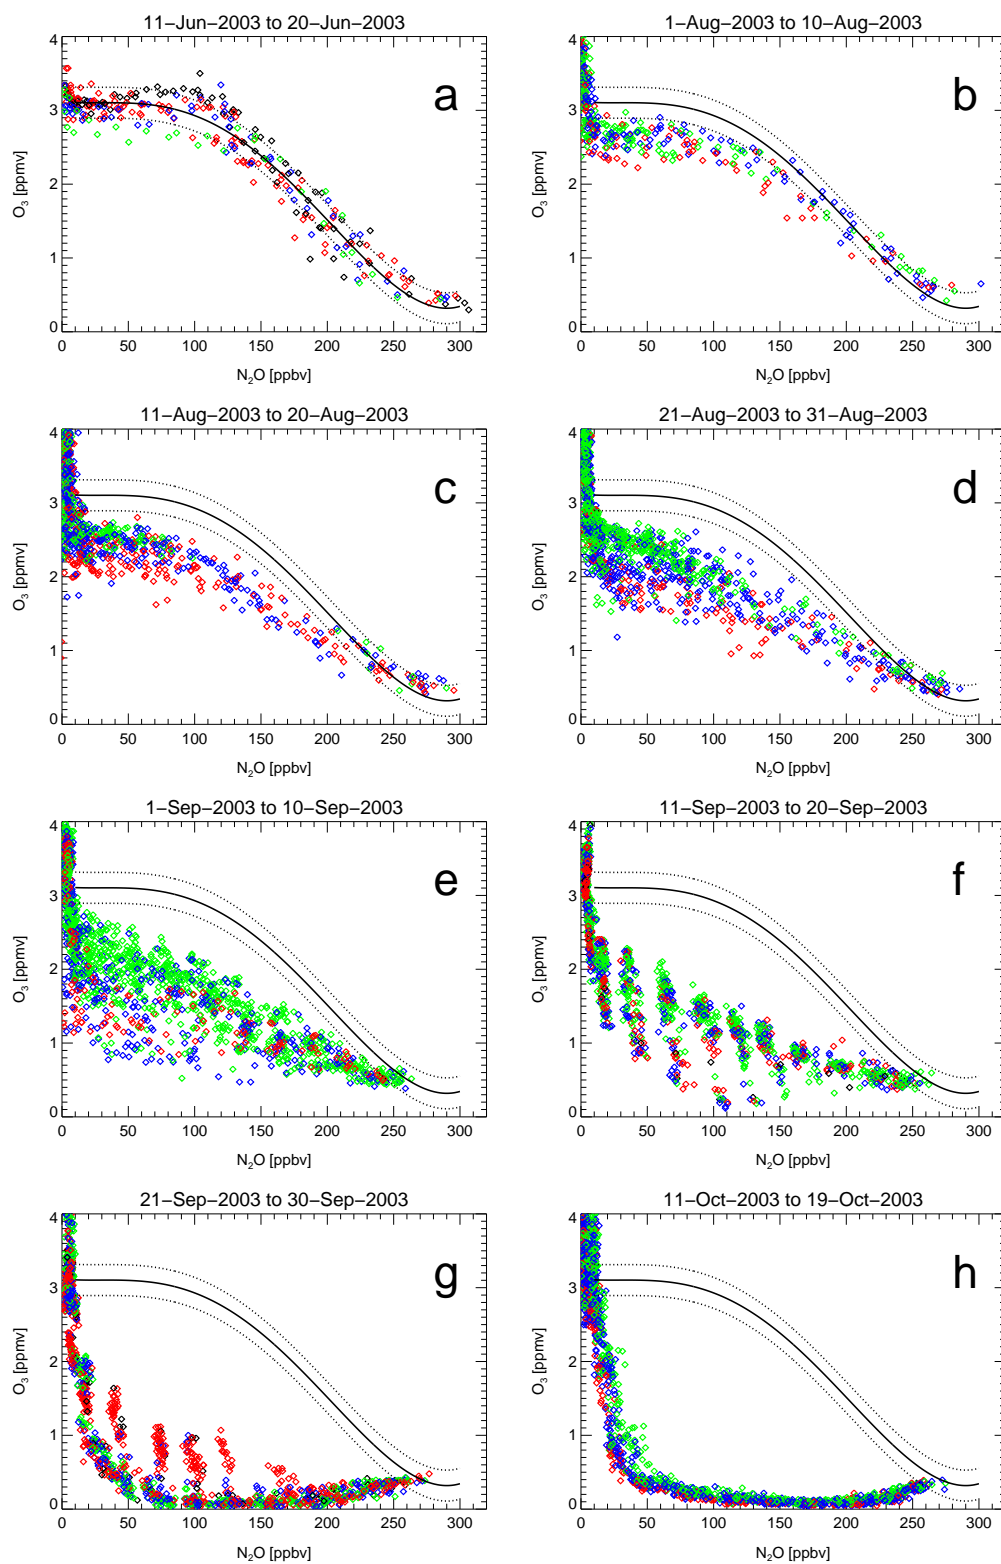 11-Jun-2003 to 20-Jun-2003
a
O3 [ppmv]
4
3
2
1
0
0 50 100 150 200 250 300
N2O [ppbv]
1-Aug-2003 to 10-Aug-2003
b
O3 [ppmv]
4
3
2
1
0
0 50 100 150 200 250 300
N2O [ppbv]
11-Aug-2003 to 20-Aug-2003
c
O3 [ppmv]
4
3
2
1
0
0 50 100 150 200 250 300
N2O [ppbv]
21-Aug-2003 to 31-Aug-2003
d
O3 [ppmv]
4
3
2
1
0
0 50 100 150 200 250 300
N2O [ppbv]
1-Sep-2003 to 10-Sep-2003
e
O3 [ppmv]
4
3
2
1
0
0 50 100 150 200 250 300
N2O [ppbv]
11-Sep-2003 to 20-Sep-2003
f
O3 [ppmv]
4
3
2
1
0
0 50 100 150 200 250 300
N2O [ppbv]
21-Sep-2003 to 30-Sep-2003
g
O3 [ppmv]
4
3
2
1
0
0 50 100 150 200 250 300
N2O [ppbv]
11-Oct-2003 to 19-Oct-2003
h
O3 [ppmv]
4
3
2
1
0
0 50 100 150 200 250 300
N2O [ppbv]